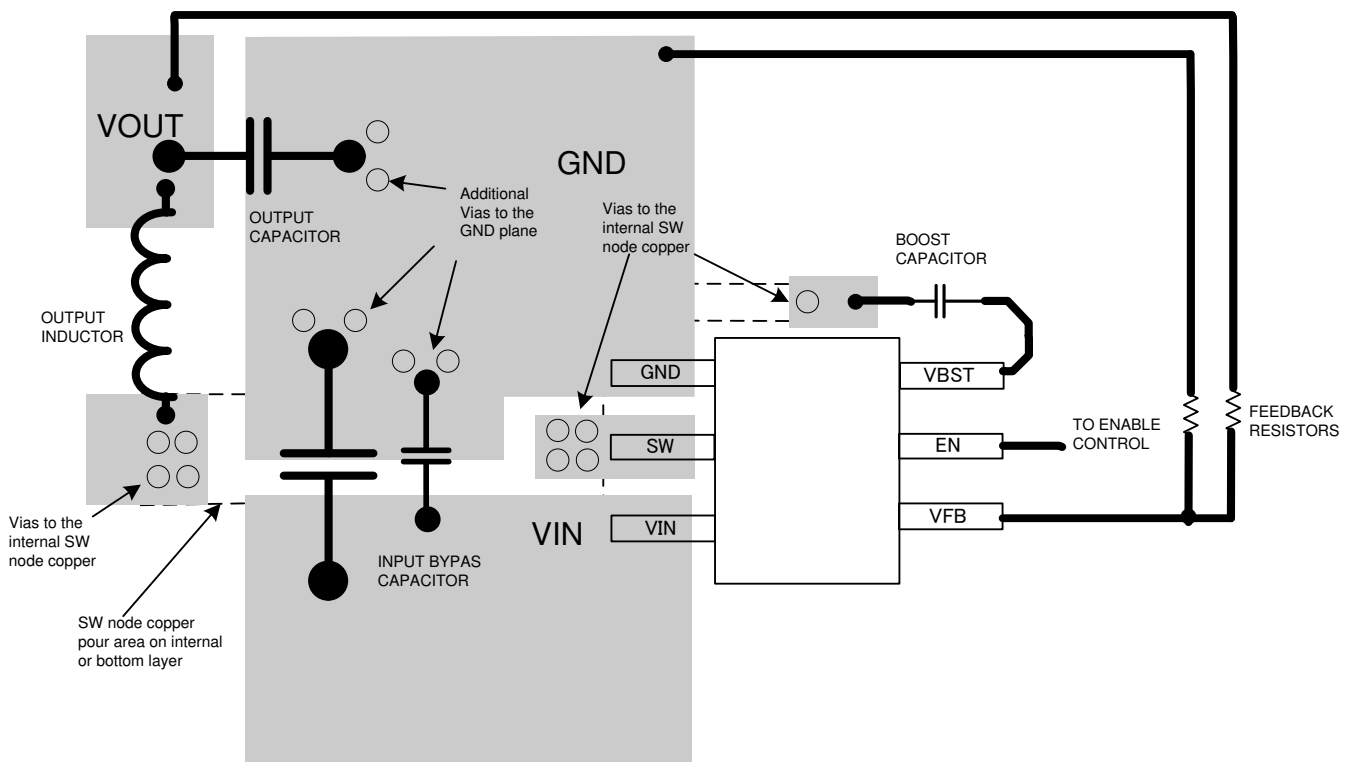 VOUT
GND
OUTPUT
CAPACITOR
Additional
Vias to the
GND plane
Vias to the
internal SW
node copper
BOOST
CAPACITOR
OUTPUT
INDUCTOR
GND
VBST
SW
EN
TO ENABLE
CONTROL
FEEDBACK
RESISTORS
VIN
VIN
VFB
Vias to the
internal SW
node copper
INPUT BYPAS
CAPACITOR
SW node copper
pour area on internal
or bottom layer